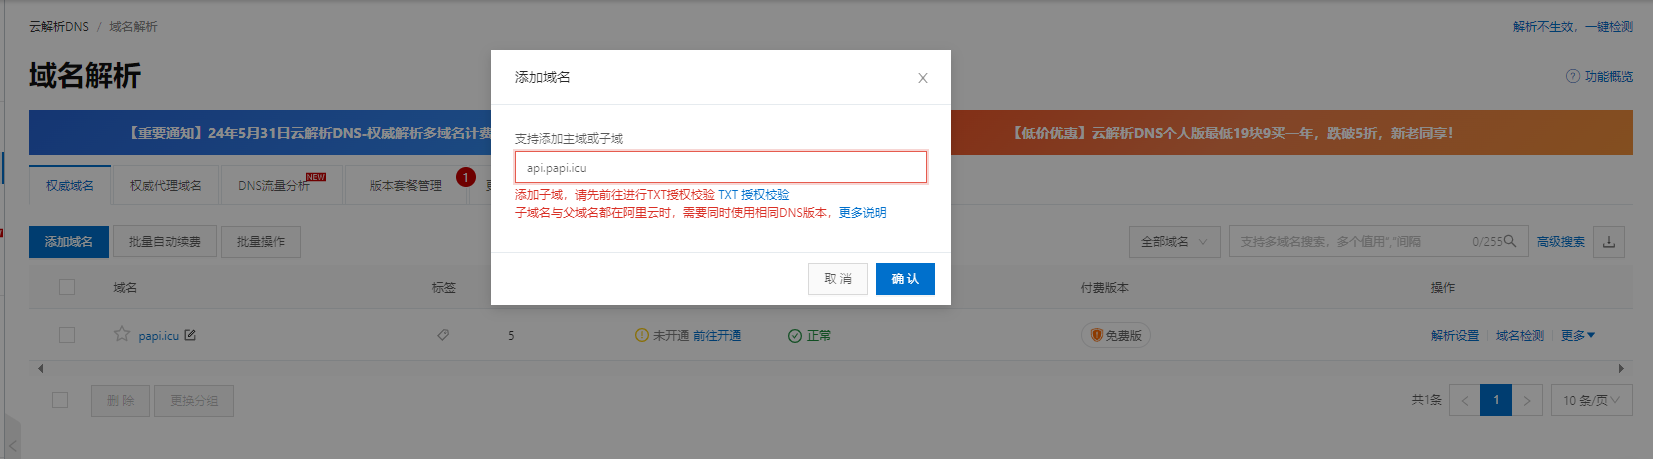 云解析DNS / 域名解析
解析不生效，一键检测
域名解析
功能概览
【重要通知】24年5月31日云解析DNS-权威解析多域名计费
【低价优惠】云解析DNS个人版最低19块9买一年，跌破5折，新老同享！
权威域名
权威代理域名
DNS流量分析
NEW
版本套餐管理
1
添加域名
支持添加主域或子域
api.papi.icu
添加子域，请先前往进行TXT授权校验 TXT 授权校验
子域名与父域名都在阿里云时，需要同时使用相同DNS版本，更多说明
取 消
确 认
添加域名
批量自动续费
批量操作
全部域名
支持多域名搜索，多个值用","间隔
0/255
高级搜索
域名
标签
付费版本
操作
papi.icu
5
未开通 前往开通
正常
免费版
解析设置
域名检测
更多
删 除
更换分组
共1条
1
10 条/页